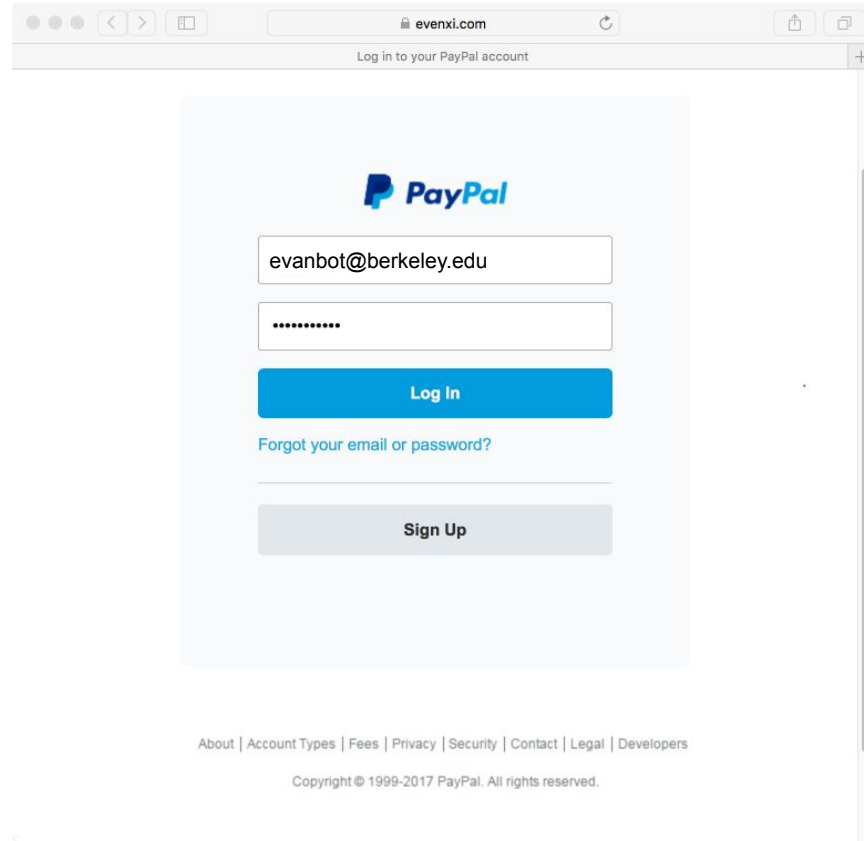 evenxi.com
Log in to your PayPal account
PayPal
evanbot@berkeley.edu
•••••••••••
Log In
Forgot your email or password?
Sign Up
About | Account Types | Fees | Privacy | Security | Contact | Legal | Developers
Copyright © 1999-2017 PayPal. All rights reserved.